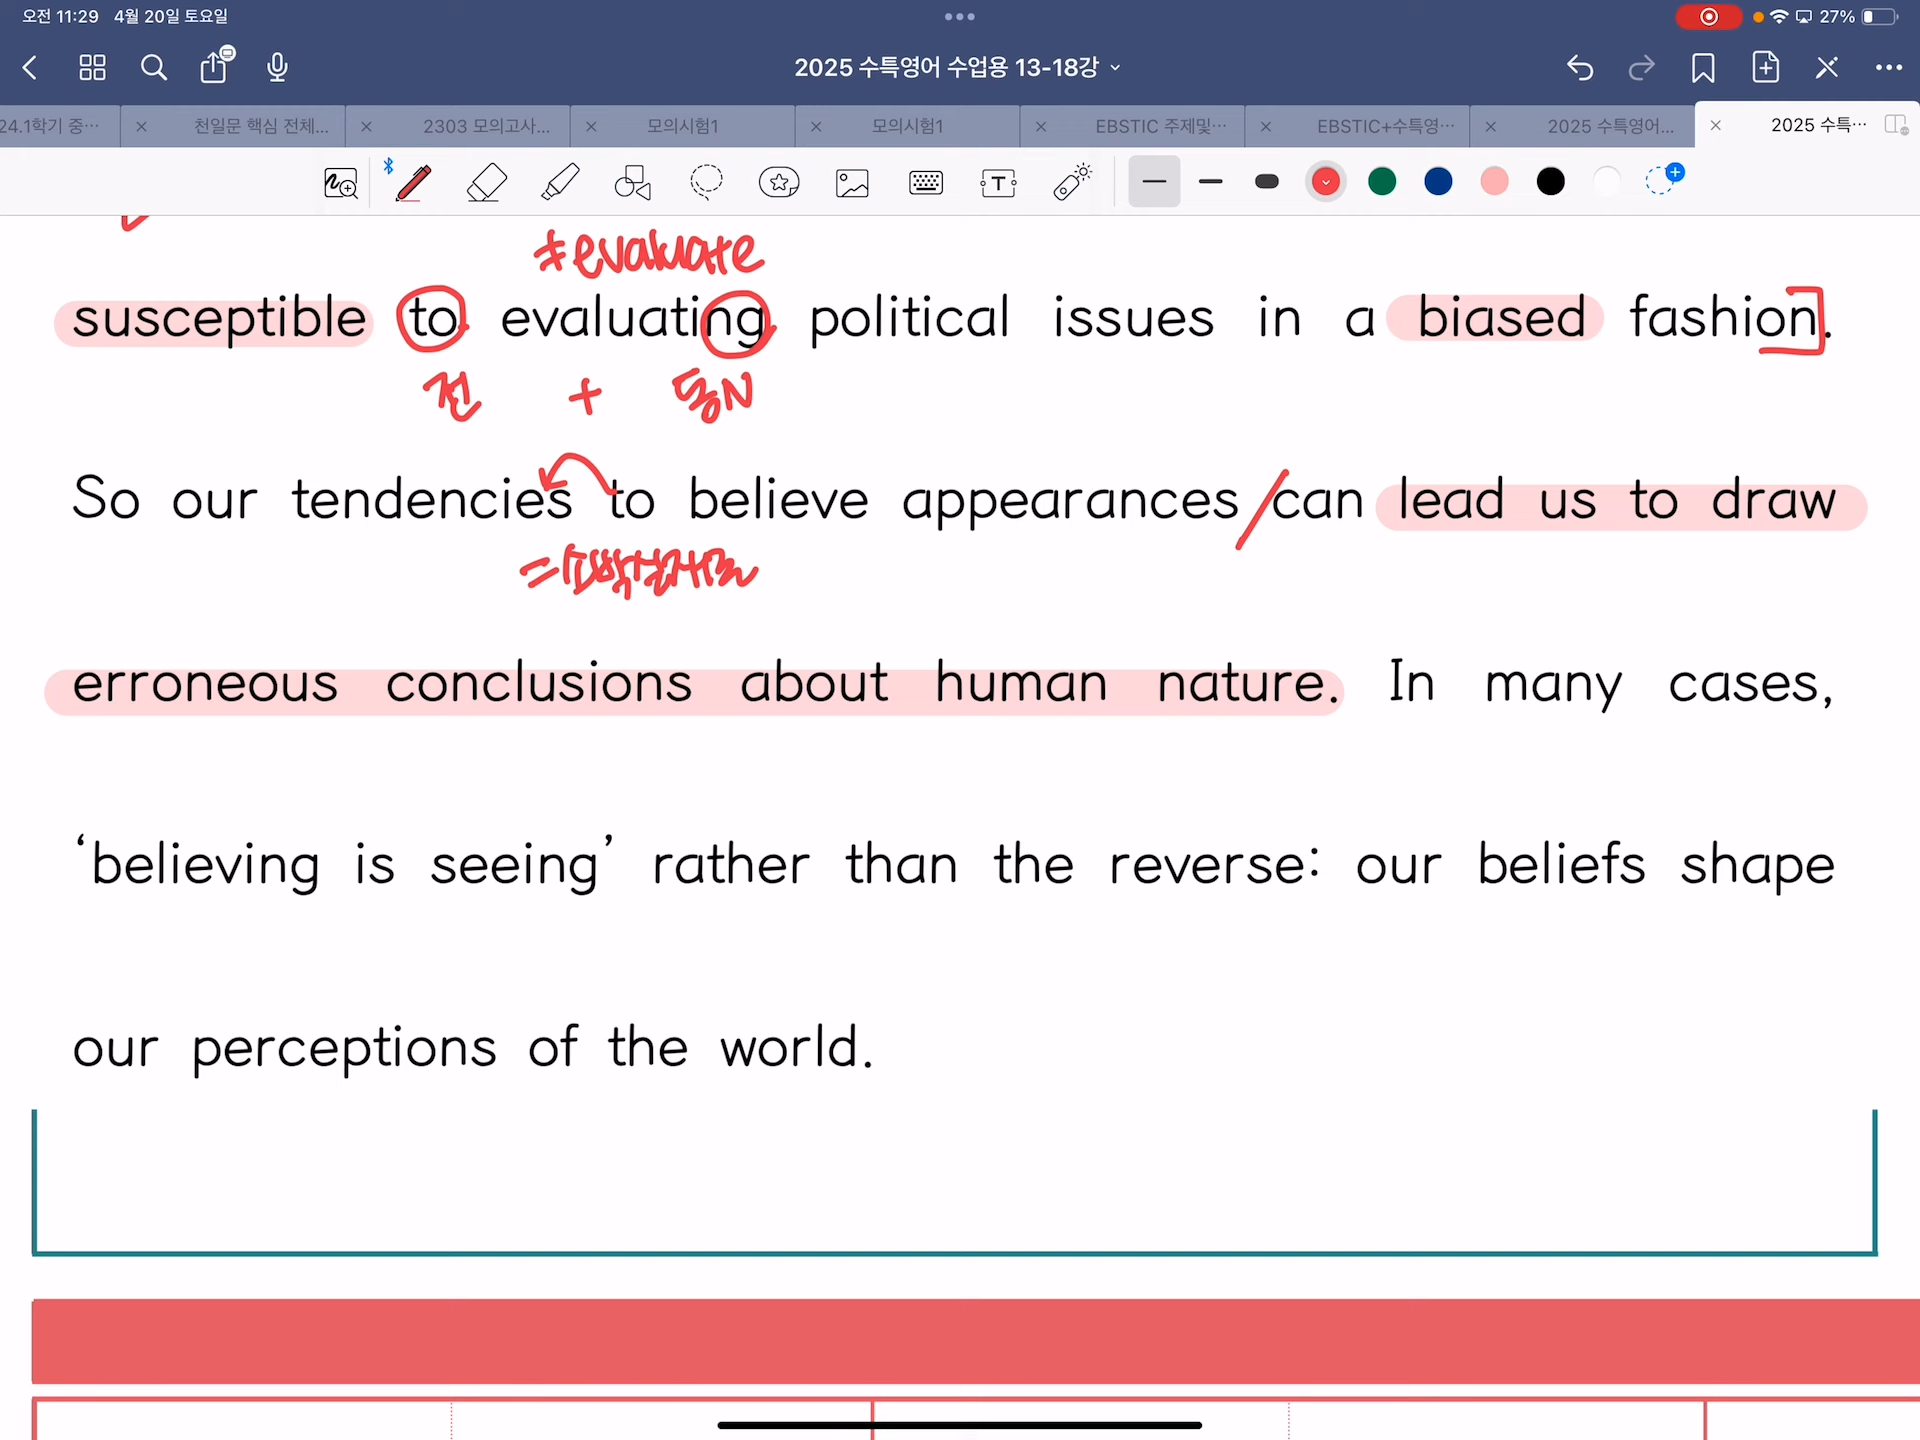 오전 11:29 4월 20일 토요일
27%
2025 수특영어 수업용 13-18강
24.1학기 중…
천일문 핵심 전체...
2303 모의고사...
모의시험1
모의시험1
EBSTIC 주제및…
EBSTIC+수특영…
2025 수특영어...
2025 수특…
≠evaluate
susceptible to evaluating political issues in a biased fashion.
전 + 동N
So our tendencies to believe appearances / can lead us to draw
=소박실재론
erroneous conclusions about human nature. In many cases,
‘believing is seeing’ rather than the reverse: our beliefs shape
our perceptions of the world.